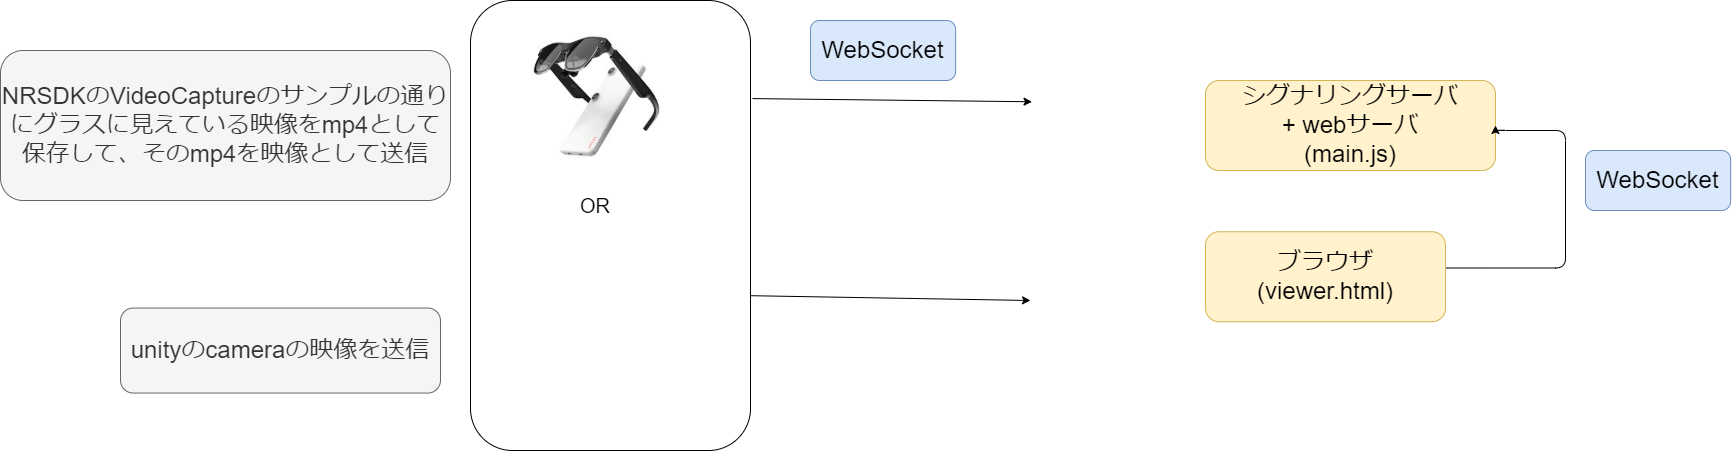 NRSDKのVideoCaptureのサンプルの通り
にグラスに見えている映像をmp4として
保存して、そのmp4を映像として送信
unityのcameraの映像を送信
OR
WebSocket
シグナリングサーバ
+ webサーバ
(main.js)
ブラウザ
(viewer.html)
WebSocket